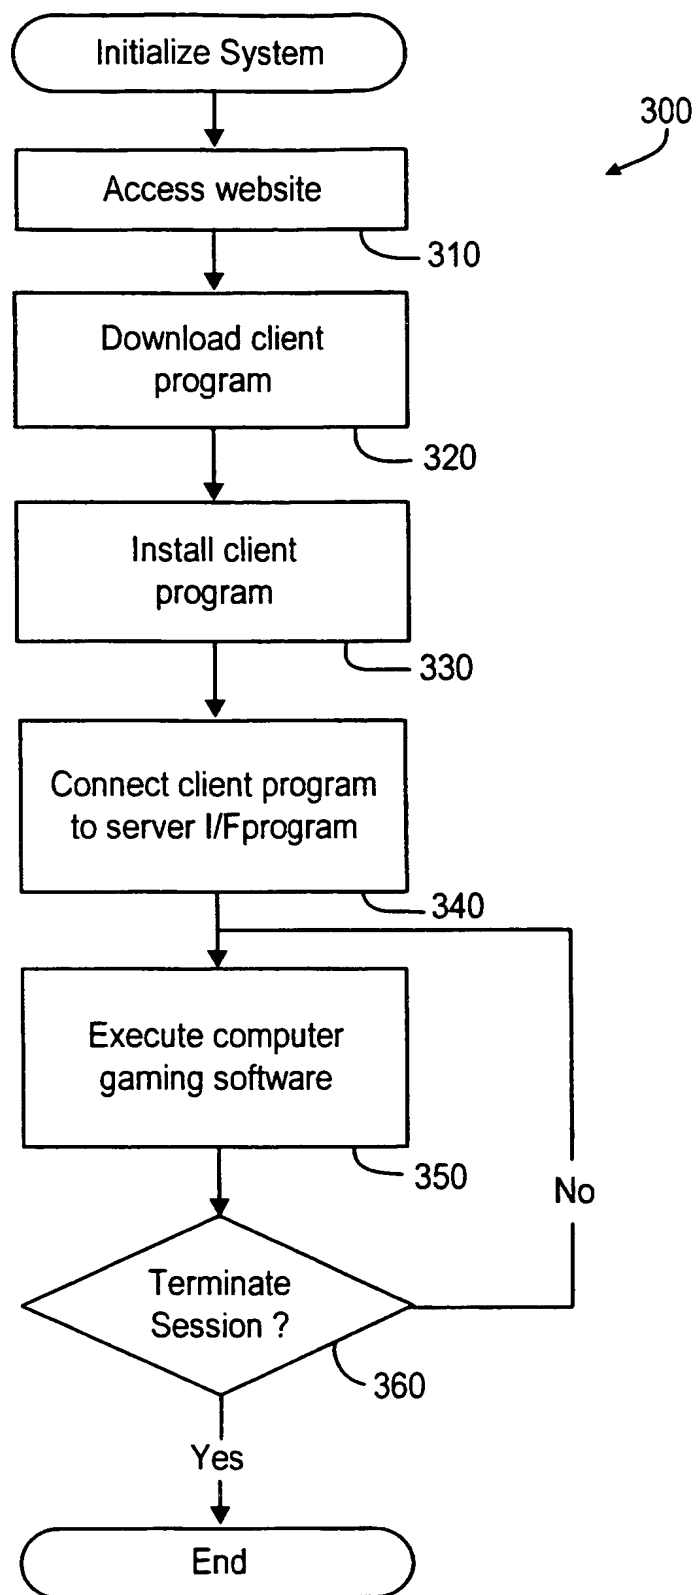 Initialize System
300
Access website
310
Download client
program
320
Install client
program
330
Connect client program
to server I/Fprogram
340
Execute computer
gaming software
350
No
Terminate
Session ?
360
Yes
End